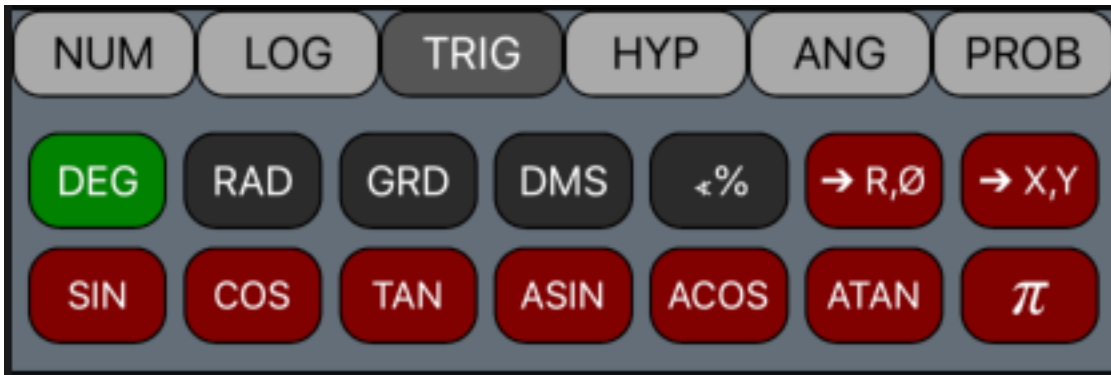 NUM LOG TRIG HYP ANG PROB
DEG RAD GRD DMS ∢% → R,Ø → X,Y
SIN COS TAN ASIN ACOS ATAN π